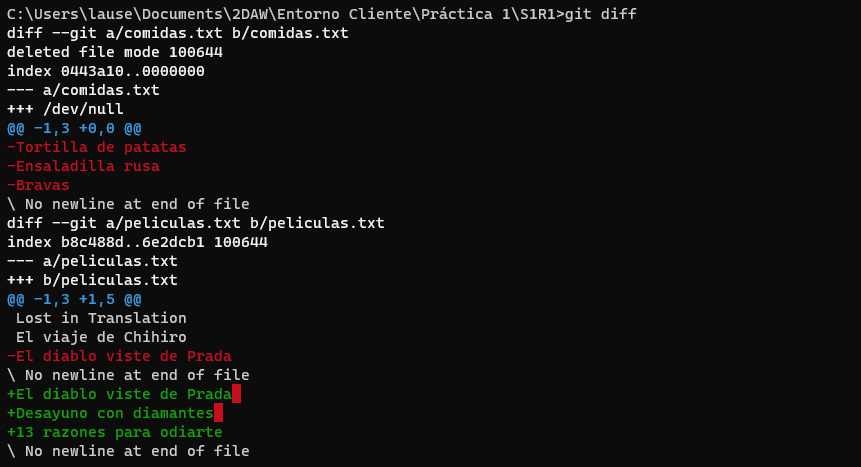 C:\Users\lause\Documents\2DAW\Entorno Cliente\Práctica 1\S1R1>git diff
diff --git a/comidas.txt b/comidas.txt
deleted file mode 100644
index 0443a10..0000000
--- a/comidas.txt
+++ /dev/null
@@ -1,3 +0,0 @@
-Tortilla de patatas
-Ensaladilla rusa
-Bravas
\ No newline at end of file
diff --git a/peliculas.txt b/peliculas.txt
index b8c488d..6e2dcb1 100644
--- a/peliculas.txt
+++ b/peliculas.txt
@@ -1,3 +1,5 @@
 Lost in Translation
 El viaje de Chihiro
-El diablo viste de Prada
\ No newline at end of file
+El diablo viste de Prada
+Desayuno con diamantes
+13 razones para odiarte
\ No newline at end of file